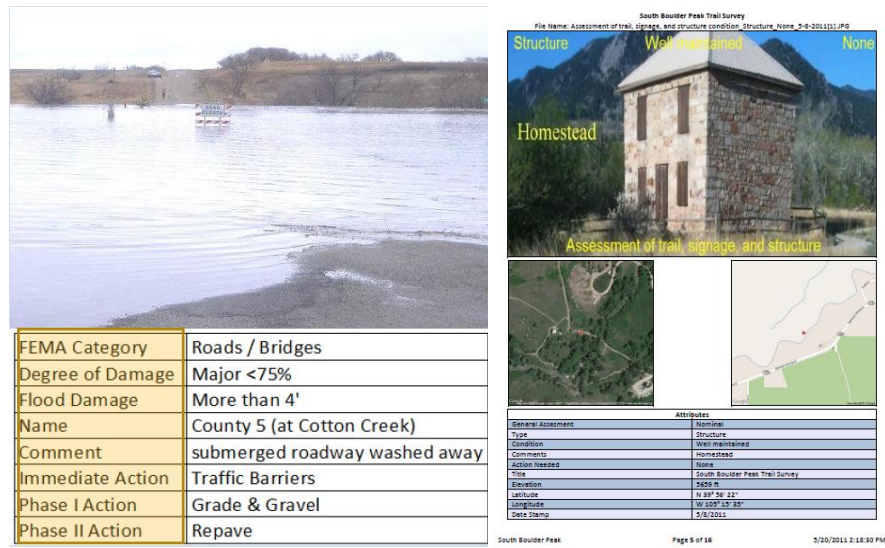 ROAD
CLOSED
FEMA Category Roads / Bridges
Degree of Damage Major <75%
Flood Damage More than 4'
Name County 5 (at Cotton Creek)
Comment submerged roadway washed away
Immediate Action Traffic Barriers
Phase I Action Grade & Gravel
Phase II Action Repave
South Boulder Peak Trail Survey
File Name: Assessment of trail, signage, and structure condition_Structure_None_5-8-2011[1].JPG
Structure Well maintained None
Homestead
Assessment of trail, signage, and structure
Google
Attributes
General Assesment Nominal
Type Structure
Condition Well maintained
Comments Homestead
Action Needed None
Title South Boulder Peak Trail Survey
Elevation 5659 ft
Latitude N 39° 56' 22"
Longitude W 105° 15' 35"
Date Stamp 5/8/2011
South Boulder Peak Page 5 of 16 5/20/2011 2:18:30 PM